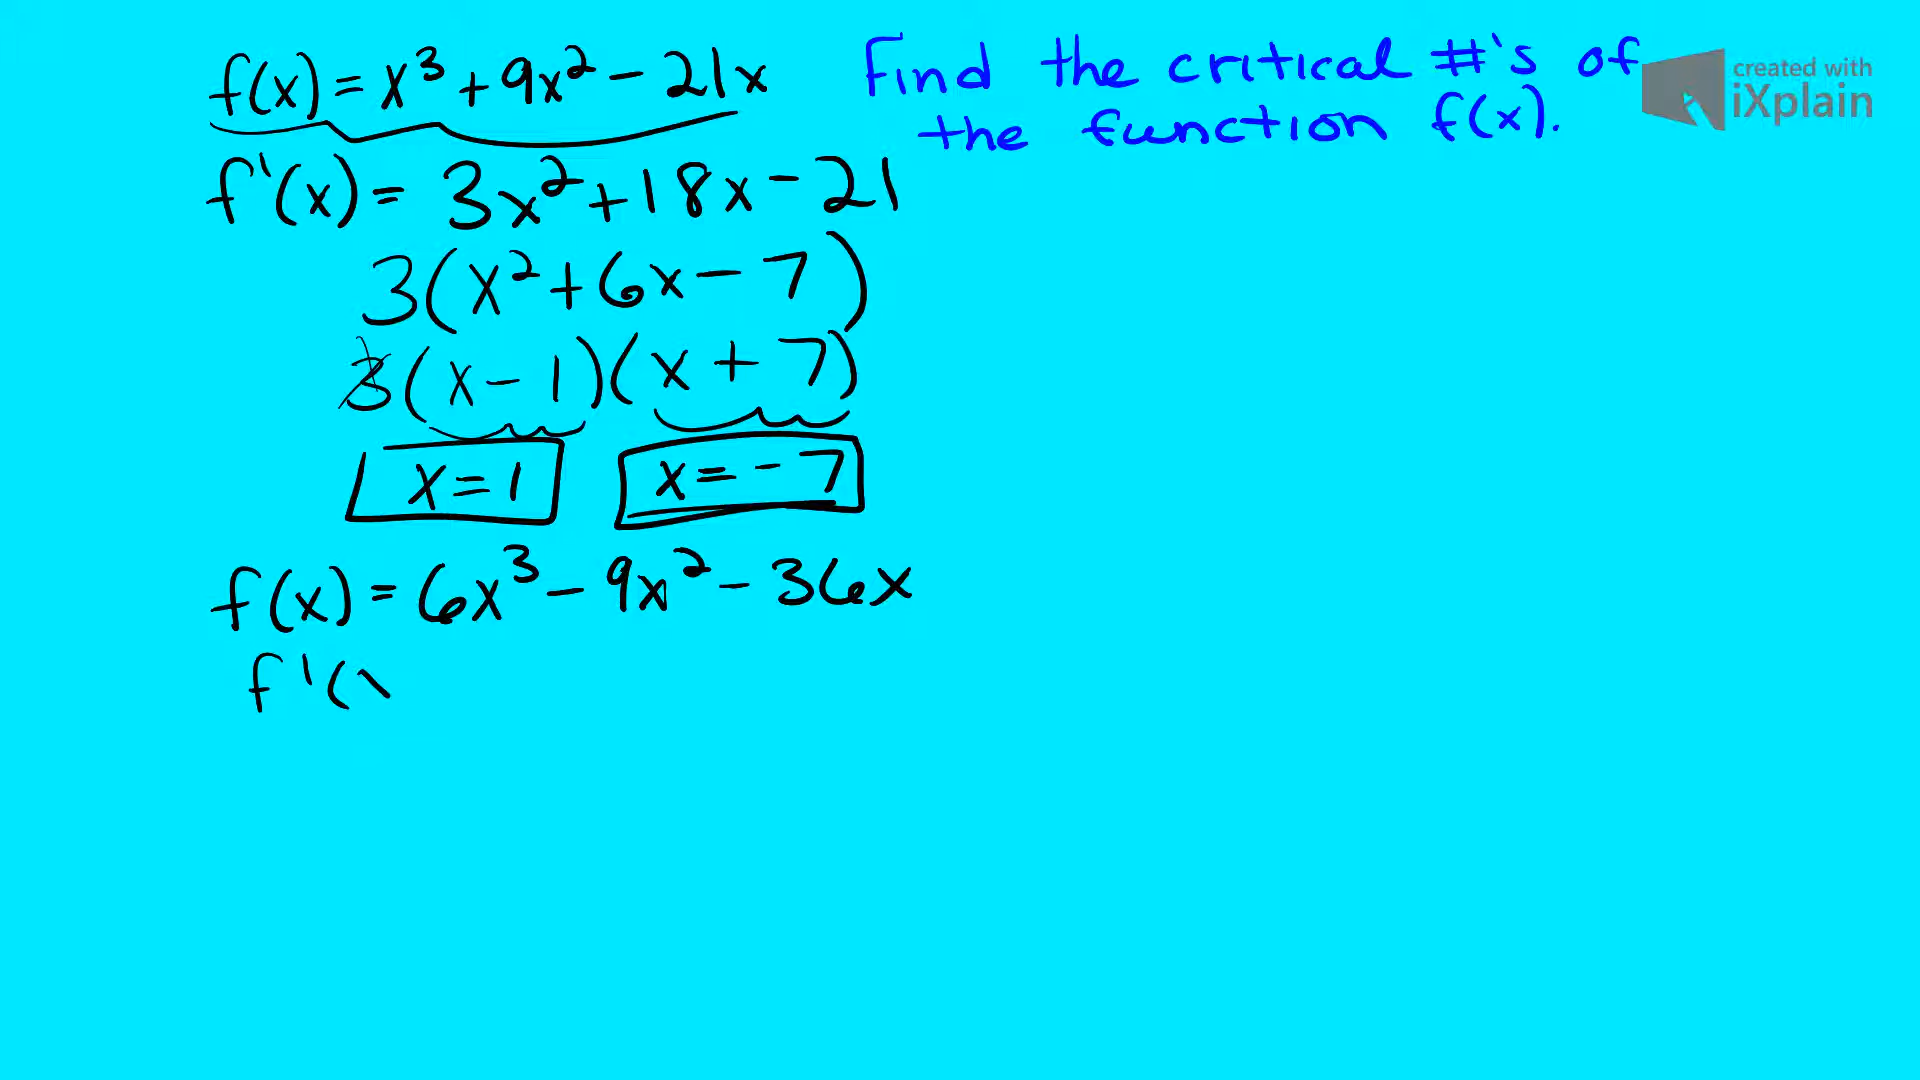 f(x) = x³ + 9x² - 21x
Find the critical #'s of
the function f(x).
created with
iXplain
f'(x) = 3x² + 18x - 21
3(x² + 6x - 7)
3(x - 1)(x + 7)
x = 1 x = -7
f(x) = 6x³ - 9x² - 36x
f'(